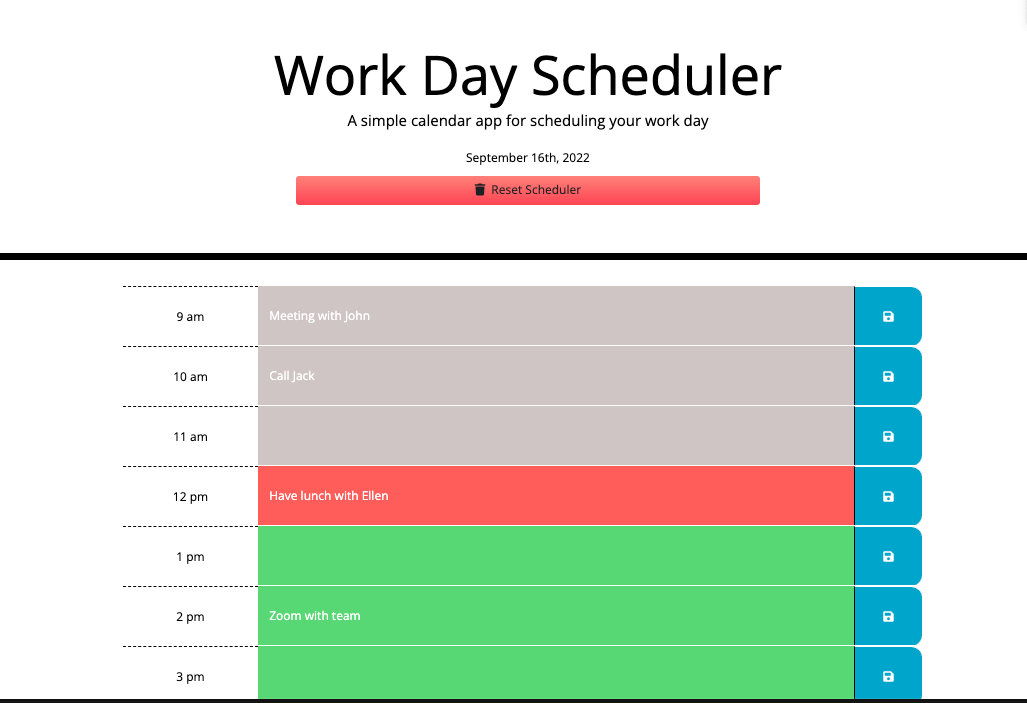 Work Day Scheduler
A simple calendar app for scheduling your work day
September 16th, 2022
Reset Scheduler
9 am Meeting with John
10 am Call Jack
11 am
12 pm Have lunch with Ellen
1 pm
2 pm Zoom with team
3 pm